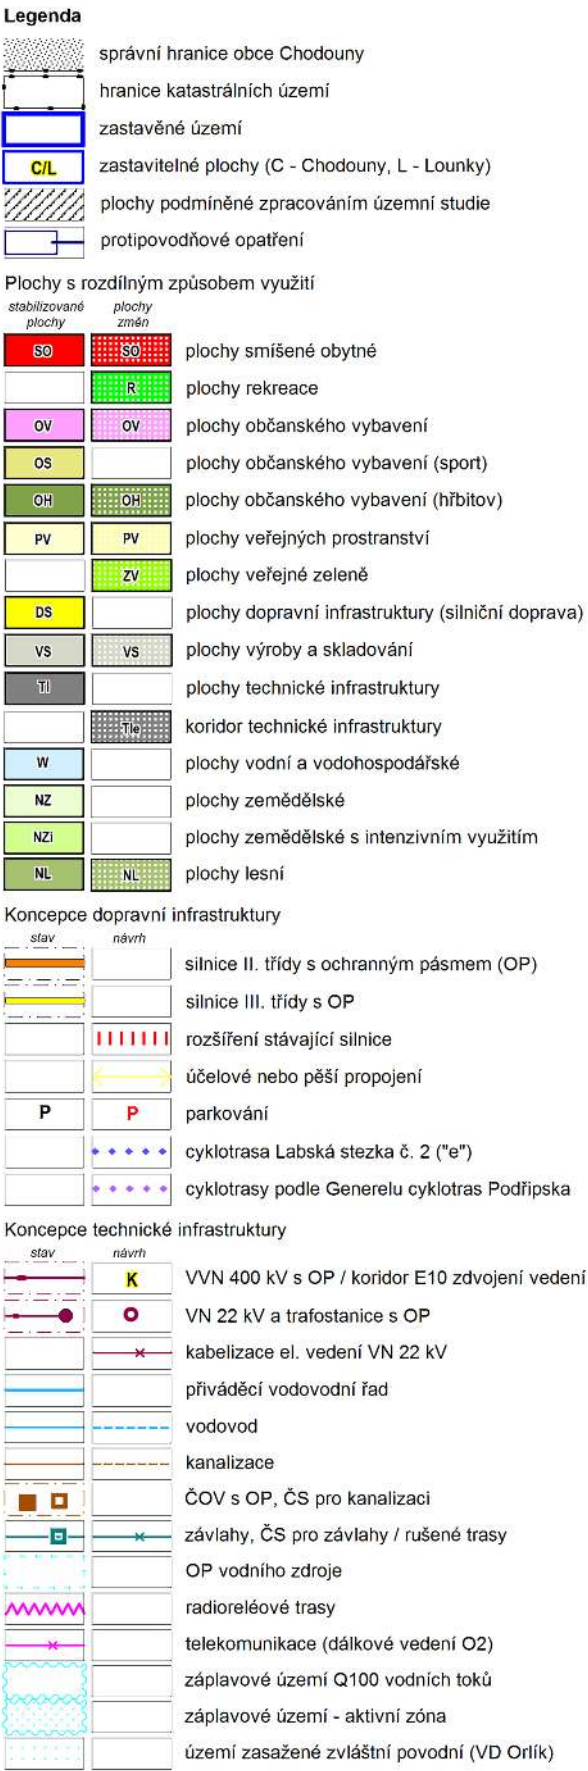 Legenda
správní hranice obce Chodouny
hranice katastrálních území
zastavěné území
C/L zastavitelné plochy (C - Chodouny, L - Lounky)
plochy podmíněné zpracováním územní studie
protipovodňové opatření
Plochy s rozdílným způsobem využití
stabilizované plochy
plochy změn
SO SO plochy smíšené obytné
R plochy rekreace
OV OV plochy občanského vybavení
OS plochy občanského vybavení (sport)
OH OH plochy občanského vybavení (hřbitov)
PV PV plochy veřejných prostranství
ZV plochy veřejné zeleně
DS plochy dopravní infrastruktury (silniční doprava)
VS VS plochy výroby a skladování
TI plochy technické infrastruktury
TIe koridor technické infrastruktury
W plochy vodní a vodohospodářské
NZ plochy zemědělské
NZi plochy zemědělské s intenzivním využitím
NL NL plochy lesní
Koncepce dopravní infrastruktury
stav návrh
silnice II. třídy s ochranným pásmem (OP)
silnice III. třídy s OP
rozšíření stávající silnice
účelové nebo pěší propojení
P P parkování
cyklotrasa Labská stezka č. 2 ("e")
cyklotrasy podle Generelu cyklotras Podřipska
Koncepce technické infrastruktury
stav návrh
K VVN 400 kV s OP / koridor E10 zdvojení vedení
VN 22 kV a trafostanice s OP
kabelizace el. vedení VN 22 kV
přiváděcí vodovodní řad
vodovod
kanalizace
ČOV s OP, ČS pro kanalizaci
závlahy, ČS pro závlahy / rušené trasy
OP vodního zdroje
radioreléové trasy
telekomunikace (dálkové vedení O2)
záplavové území Q100 vodních toků
záplavové území - aktivní zóna
území zasažené zvláštní povodní (VD Orlík)